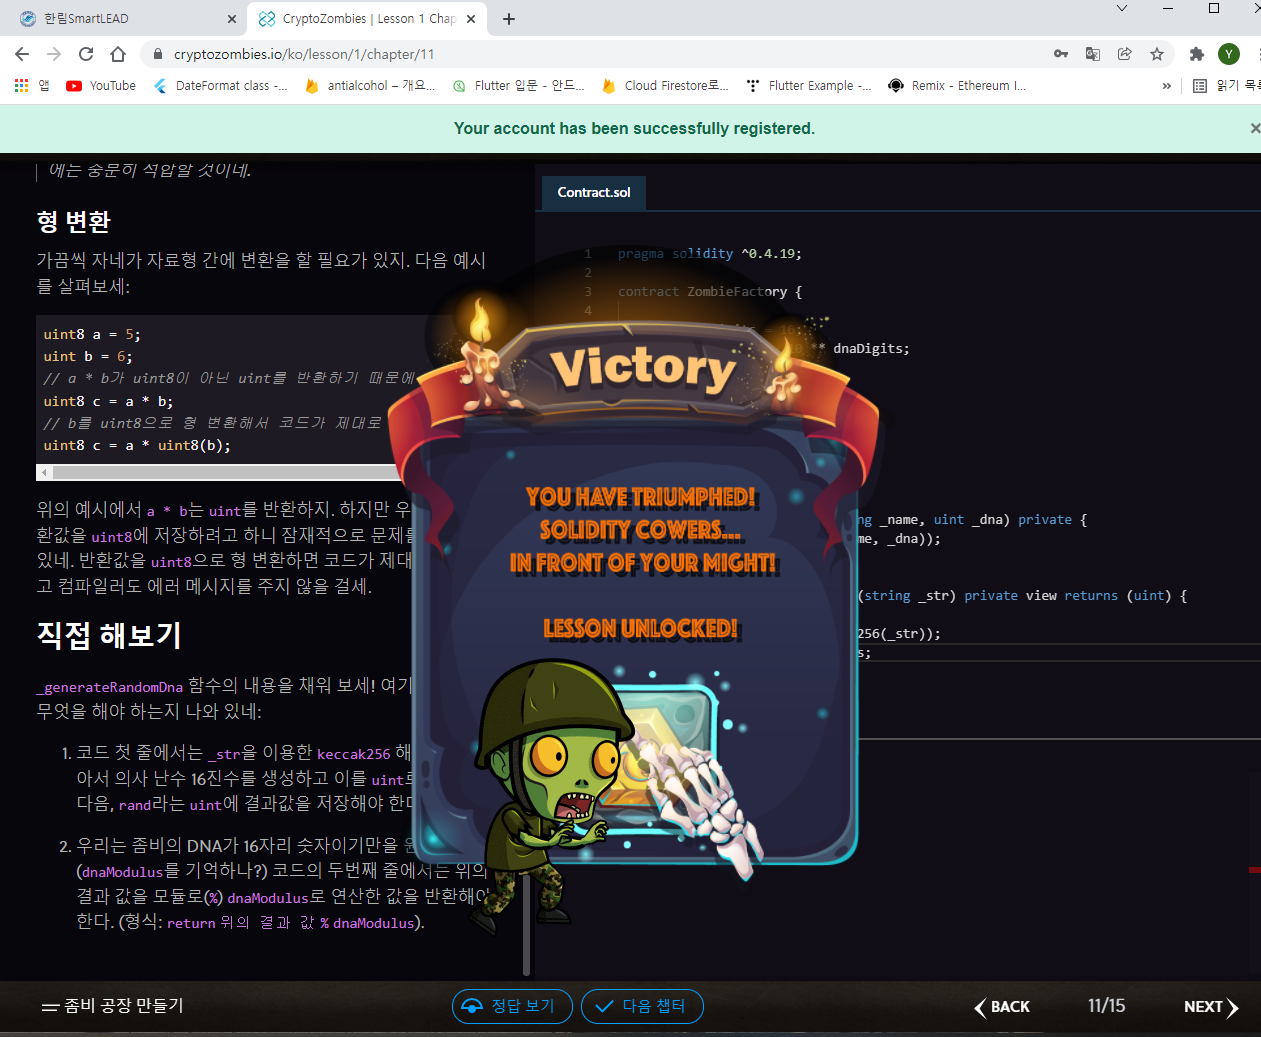 한림SmartLEAD
CryptoZombies | Lesson 1 Chap
cryptozombies.io/ko/lesson/1/chapter/11
Y
앱
YouTube
DateFormat class -...
antialcohol – 개요...
Flutter 입문 - 안드...
Cloud Firestore로...
Flutter Example -...
Remix - Ethereum I...
»
읽기 목록
Your account has been successfully registered.
에는 충분히 적합할 것이네.
형 변환
가끔씩 자네가 자료형 간에 변환을 할 필요가 있지. 다음 예시
를 살펴보세:
uint8 a = 5;
uint b = 6;
// a * b가 uint8이 아닌 uint를 반환하기 때문에
uint8 c = a * b;
// b를 uint8으로 형 변환해서 코드가 제대로
uint8 c = a * uint8(b);
위의 예시에서 a * b는 uint를 반환하지. 하지만 우
환값을 uint8에 저장하려고 하니 잠재적으로 문제를
있네. 반환값을 uint8으로 형 변환하면 코드가 제대
고 컴파일러도 에러 메시지를 주지 않을 걸세.
직접 해보기
_generateRandomDna 함수의 내용을 채워 보세! 여기
무엇을 해야 하는지 나와 있네:
1. 코드 첫 줄에서는 _str을 이용한 keccak256 해
아서 의사 난수 16진수를 생성하고 이를 uint로
다음, rand라는 uint에 결과값을 저장해야 한다
2. 우리는 좀비의 DNA가 16자리 숫자이기만을 원
(dnaModulus를 기억하나?) 코드의 두번째 줄에서는 위의
결과 값을 모듈로(%) dnaModulus로 연산한 값을 반환해야
한다. (형식: return 위의 결과 값 % dnaModulus).
Contract.sol
1 pragma solidity ^0.4.19;
2
3 contract ZombieFactory {
4
= 16;
** dnaDigits;
ng _name, uint _dna) private {
me, _dna));
(string _str) private view returns (uint) {
256(_str));
s;
Victory
YOU HAVE TRIUMPHED!
SOLIDITY COWERS...
IN FRONT OF YOUR MIGHT!
LESSON UNLOCKED!
좀비 공장 만들기
정답 보기
다음 챕터
BACK
11/15
NEXT